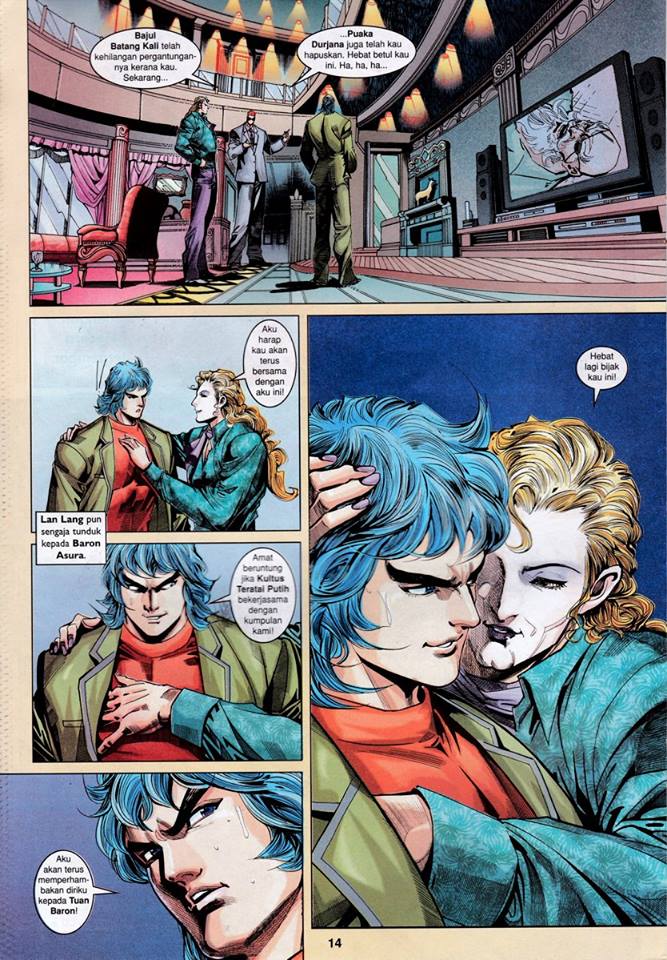 Bajul
Batang Kali telah
kehilangan pergantungan-
nya kerana kau.
Sekarang...
...Puaka
Durjana juga telah kau
hapuskan. Hebat betul kau
ini. Ha, ha, ha...
Aku
harap
kau akan
terus
bersama
dengan
aku ini!
Lan Lang pun
sengaja tunduk
kepada Baron
Asura.
Hebat
lagi bijak
kau ini!
Amat
beruntung
jika Kultus
Teratai Putih
bekerjasama
dengan
kumpulan
kami!
Aku
akan terus
memperham-
bakan diriku
kepada Tuan
Baron!
14